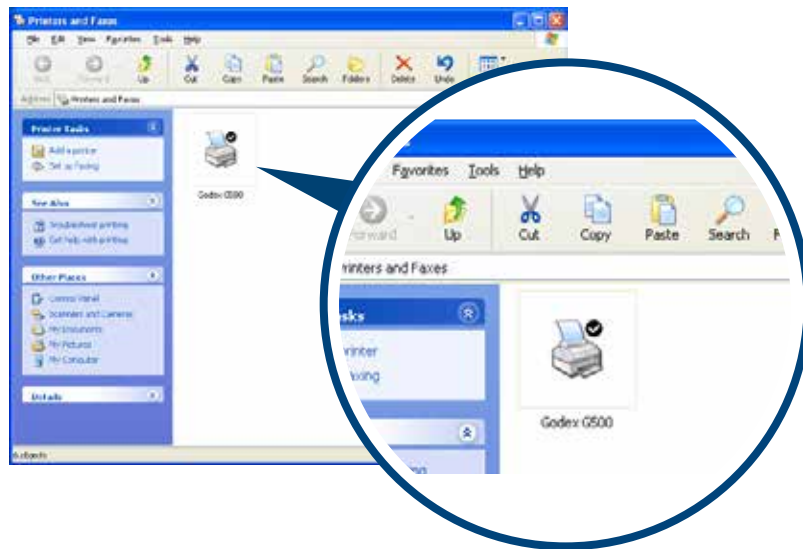 Printers and Faxes
File Edit View Favorites Tools Help
Back Forward Up Cut Copy Paste Search Folders Delete Undo
Address Printers and Faxes
Printer Tasks
Add a printer
Set up faxing
See Also
Troubleshoot printing
Get help with printing
Other Places
Control Panel
Scanners and Cameras
My Documents
My Pictures
My Computer
Details
Godex G500
6 objects
Favorites Tools Help
Forward Up Cut Copy Paste Search F
rinters and Faxes
sks
rinter
axing
Godex G500